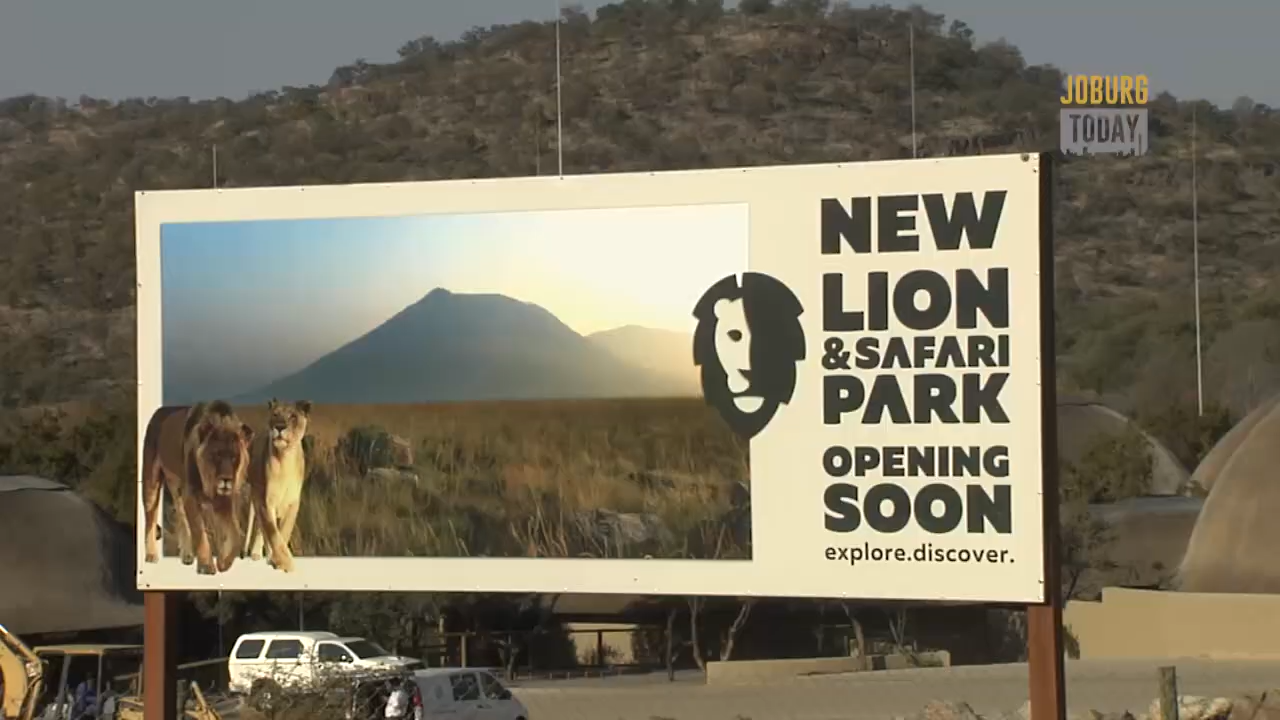 JOBURG
TODAY
NEW
LION
& SAFARI
PARK
OPENING
SOON
explore.discover.